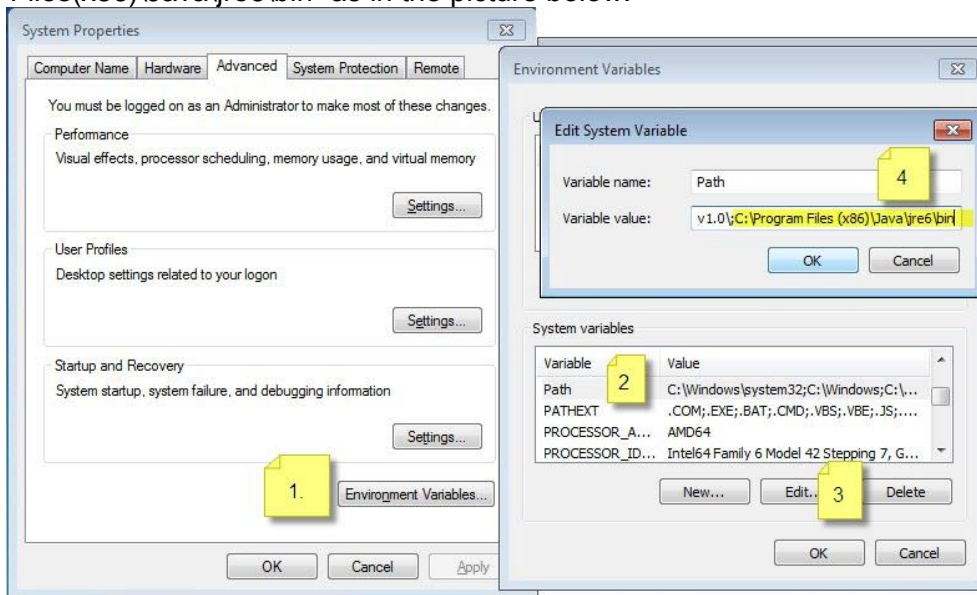 System Properties
Computer Name Hardware Advanced System Protection Remote
You must be logged on as an Administrator to make most of these changes.
Performance
Visual effects, processor scheduling, memory usage, and virtual memory
Settings...
User Profiles
Desktop settings related to your logon
Settings...
Startup and Recovery
System startup, system failure, and debugging information
Settings...
1.
Environment Variables...
OK Cancel Apply
Environment Variables
Edit System Variable
4
Variable name: Path
Variable value: v1.0\;C:\Program Files (x86)\Java\jre6\bin
OK Cancel
System variables
Variable Value
2
Path C:\Windows\system32;C:\Windows;C:\...
PATHEXT .COM;.EXE;.BAT;.CMD;.VBS;.VBE;.JS;....
PROCESSOR_A... AMD64
PROCESSOR_ID... Intel64 Family 6 Model 42 Stepping 7, G...
New... Edit.. 3 Delete
OK Cancel